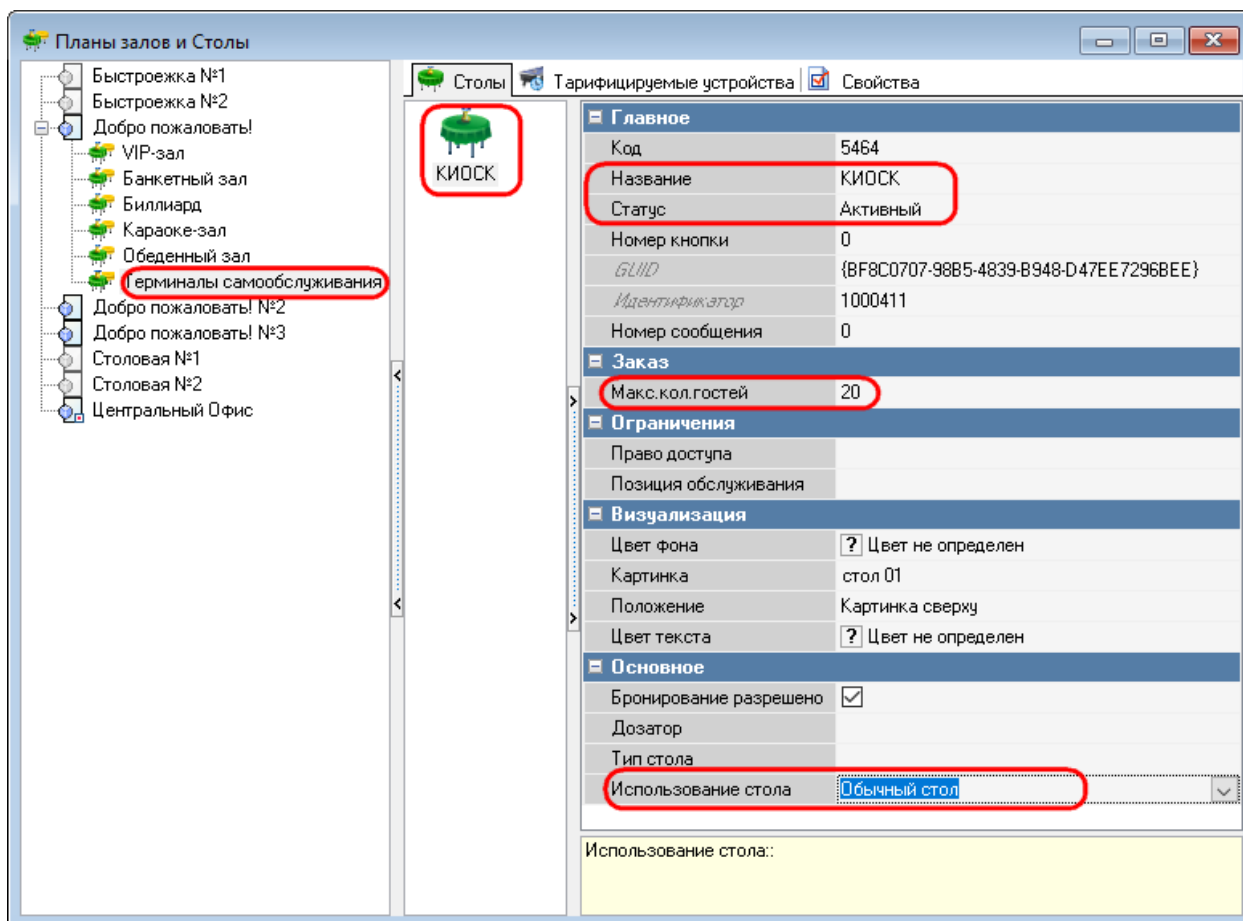 Планы залов и Столы
Быстроежка №1
Быстроежка №2
Добро пожаловать!
VIP-зал
Банкетный зал
Биллиард
Караоке-зал
Обеденный зал
Терминалы самообслуживания
Добро пожаловать! №2
Добро пожаловать! №3
Столовая №1
Столовая №2
Центральный Офис
Столы Тарифицируемые устройства Свойства
КИОСК
Главное
Код 5464
Название КИОСК
Статус Активный
Номер кнопки 0
GUID {BF8C0707-98B5-4839-B948-D47EE7296BEE}
Идентификатор 1000411
Номер сообщения 0
Заказ
Макс.кол.гостей 20
Ограничения
Право доступа
Позиция обслуживания
Визуализация
Цвет фона ? Цвет не определен
Картинка стол 01
Положение Картинка сверху
Цвет текста ? Цвет не определен
Основное
Бронирование разрешено
Дозатор
Тип стола
Использование стола Обычный стол
Использование стола::